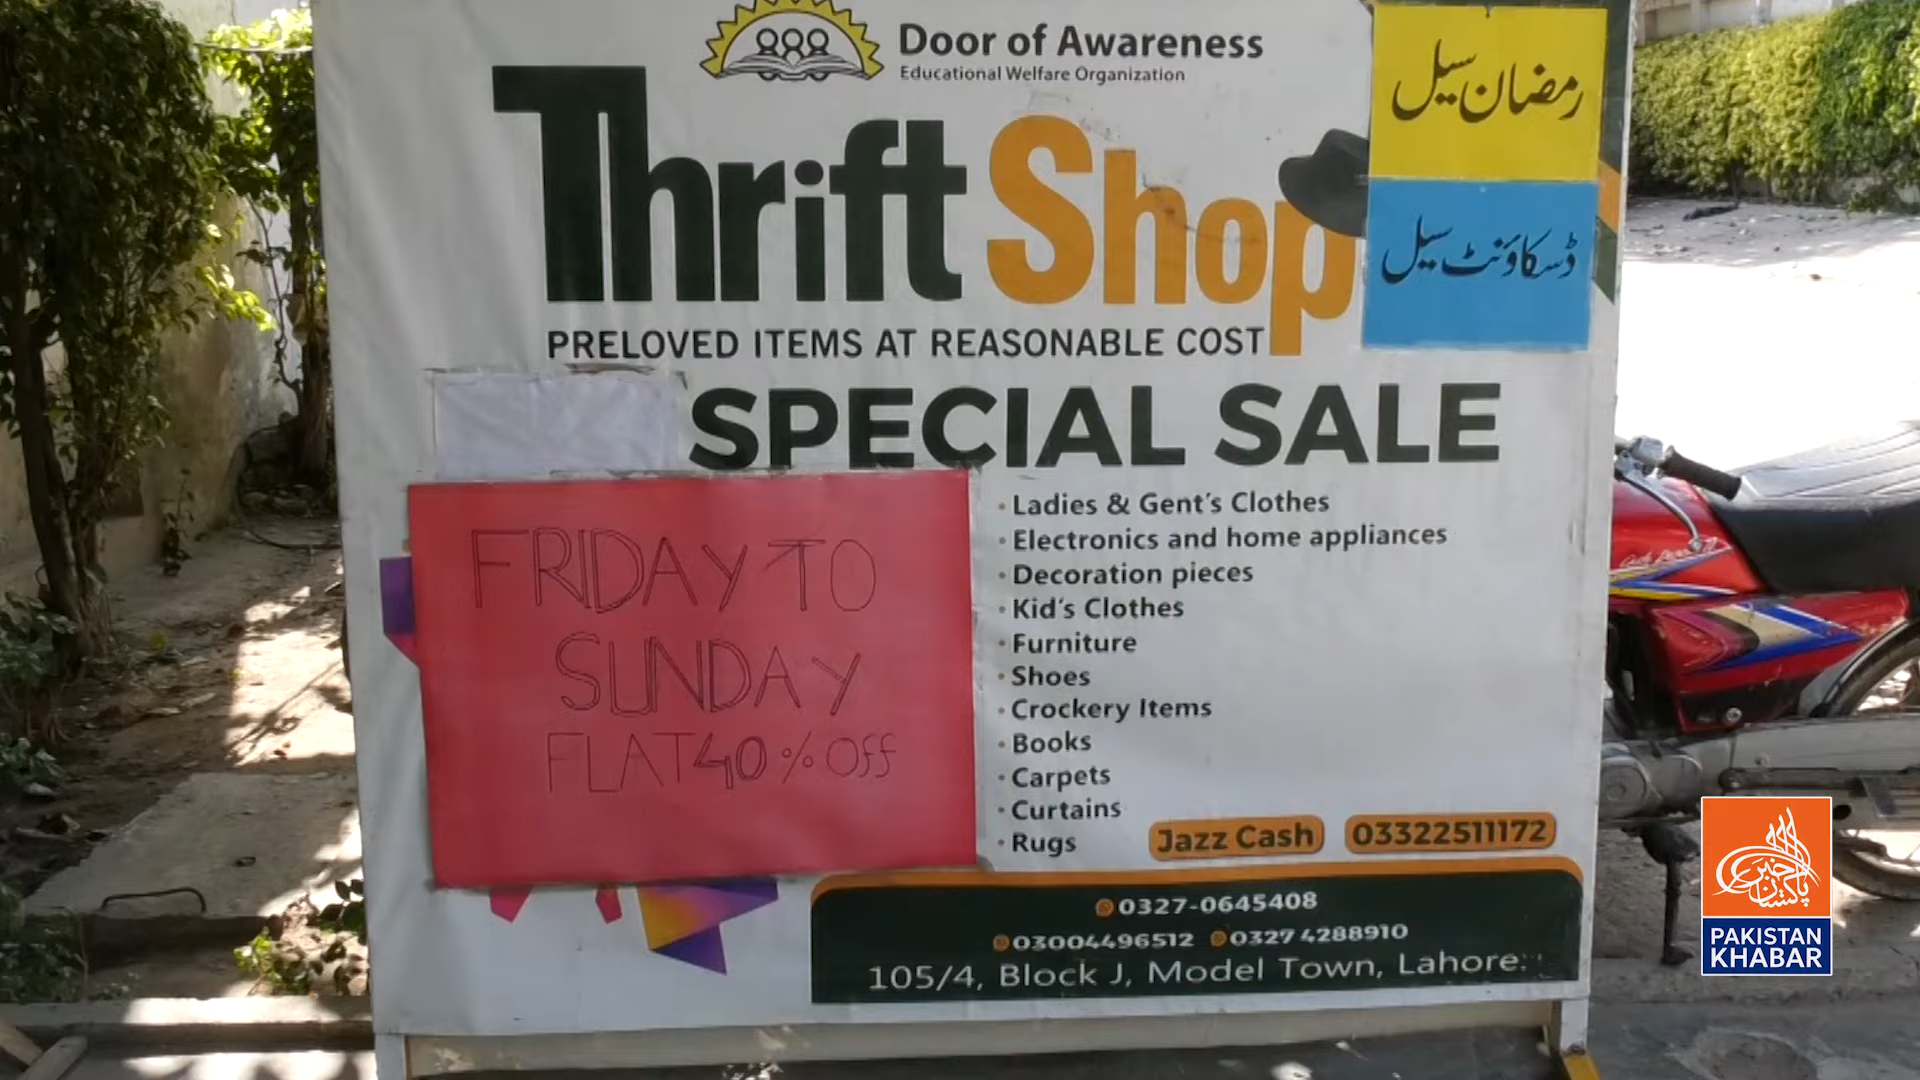 Door of Awareness
Educational Welfare Organization
Thrift Shop
PRELOVED ITEMS AT REASONABLE COST
رمضان سیل
ڈسکاؤنٹ سیل
SPECIAL SALE
FRIDAY TO
SUNDAY
FLAT 40 % OFF
· Ladies & Gent's Clothes
· Electronics and home appliances
· Decoration pieces
· Kid's Clothes
· Furniture
· Shoes
· Crockery Items
· Books
· Carpets
· Curtains
· Rugs
Jazz Cash 03322511172
0327-0645408
03004496512 0327 4288910
105/4, Block J, Model Town, Lahore.
پاکستان خبر
PAKISTAN
KHABAR